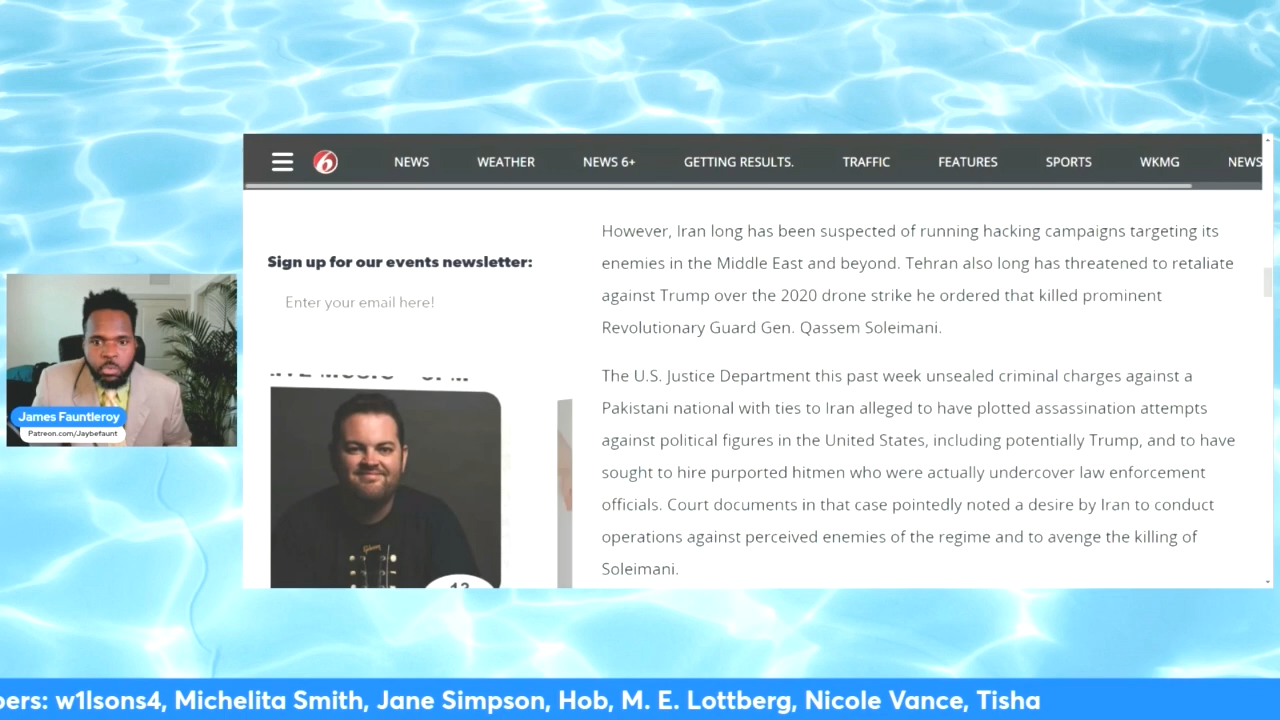 6
NEWS
WEATHER
NEWS 6+
GETTING RESULTS.
TRAFFIC
FEATURES
SPORTS
WKMG
NEWS
Sign up for our events newsletter:
Enter your email here!
LIVE MUSIC
Gibson
13
However, Iran long has been suspected of running hacking campaigns targeting its
enemies in the Middle East and beyond. Tehran also long has threatened to retaliate
against Trump over the 2020 drone strike he ordered that killed prominent
Revolutionary Guard Gen. Qassem Soleimani.
The U.S. Justice Department this past week unsealed criminal charges against a
Pakistani national with ties to Iran alleged to have plotted assassination attempts
against political figures in the United States, including potentially Trump, and to have
sought to hire purported hitmen who were actually undercover law enforcement
officials. Court documents in that case pointedly noted a desire by Iran to conduct
operations against perceived enemies of the regime and to avenge the killing of
Soleimani.
James Fauntleroy
Patreon.com/Jaybefaunt
bers: w1lsons4, Michelita Smith, Jane Simpson, Hob, M. E. Lottberg, Nicole Vance, Tisha